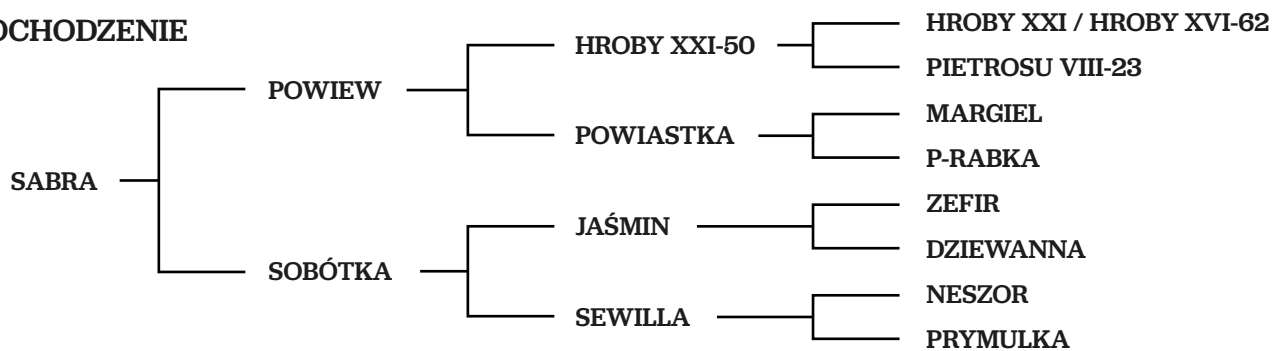 OCHODZENIE
SABRA
POWIEW
SOBÓTKA
HROBY XXI-50
POWIASTKA
JAŚMIN
SEWILLA
HROBY XXI / HROBY XVI-62
PIETROSU VIII-23
MARGIEL
P-RABKA
ZEFIR
DZIEWANNA
NESZOR
PRYMULKA